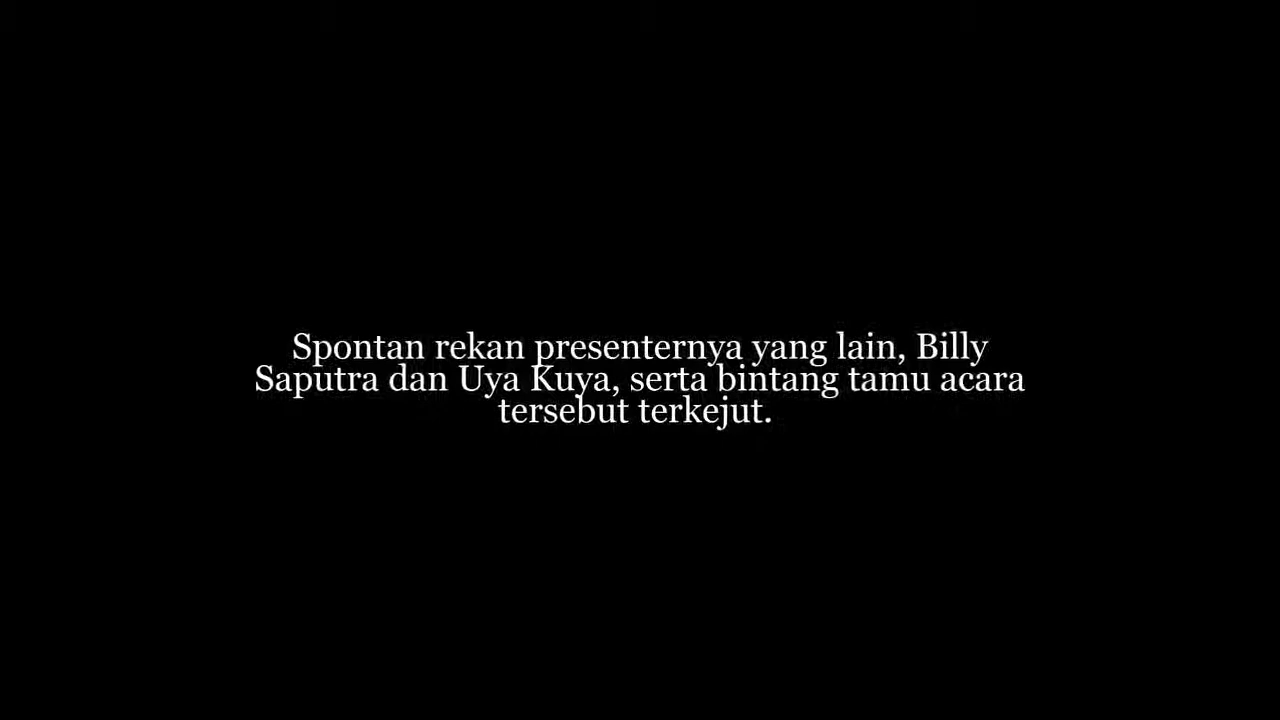 Spontan rekan presenternya yang lain, Billy
Saputra dan Uya Kuya, serta bintang tamu acara
tersebut terkejut.